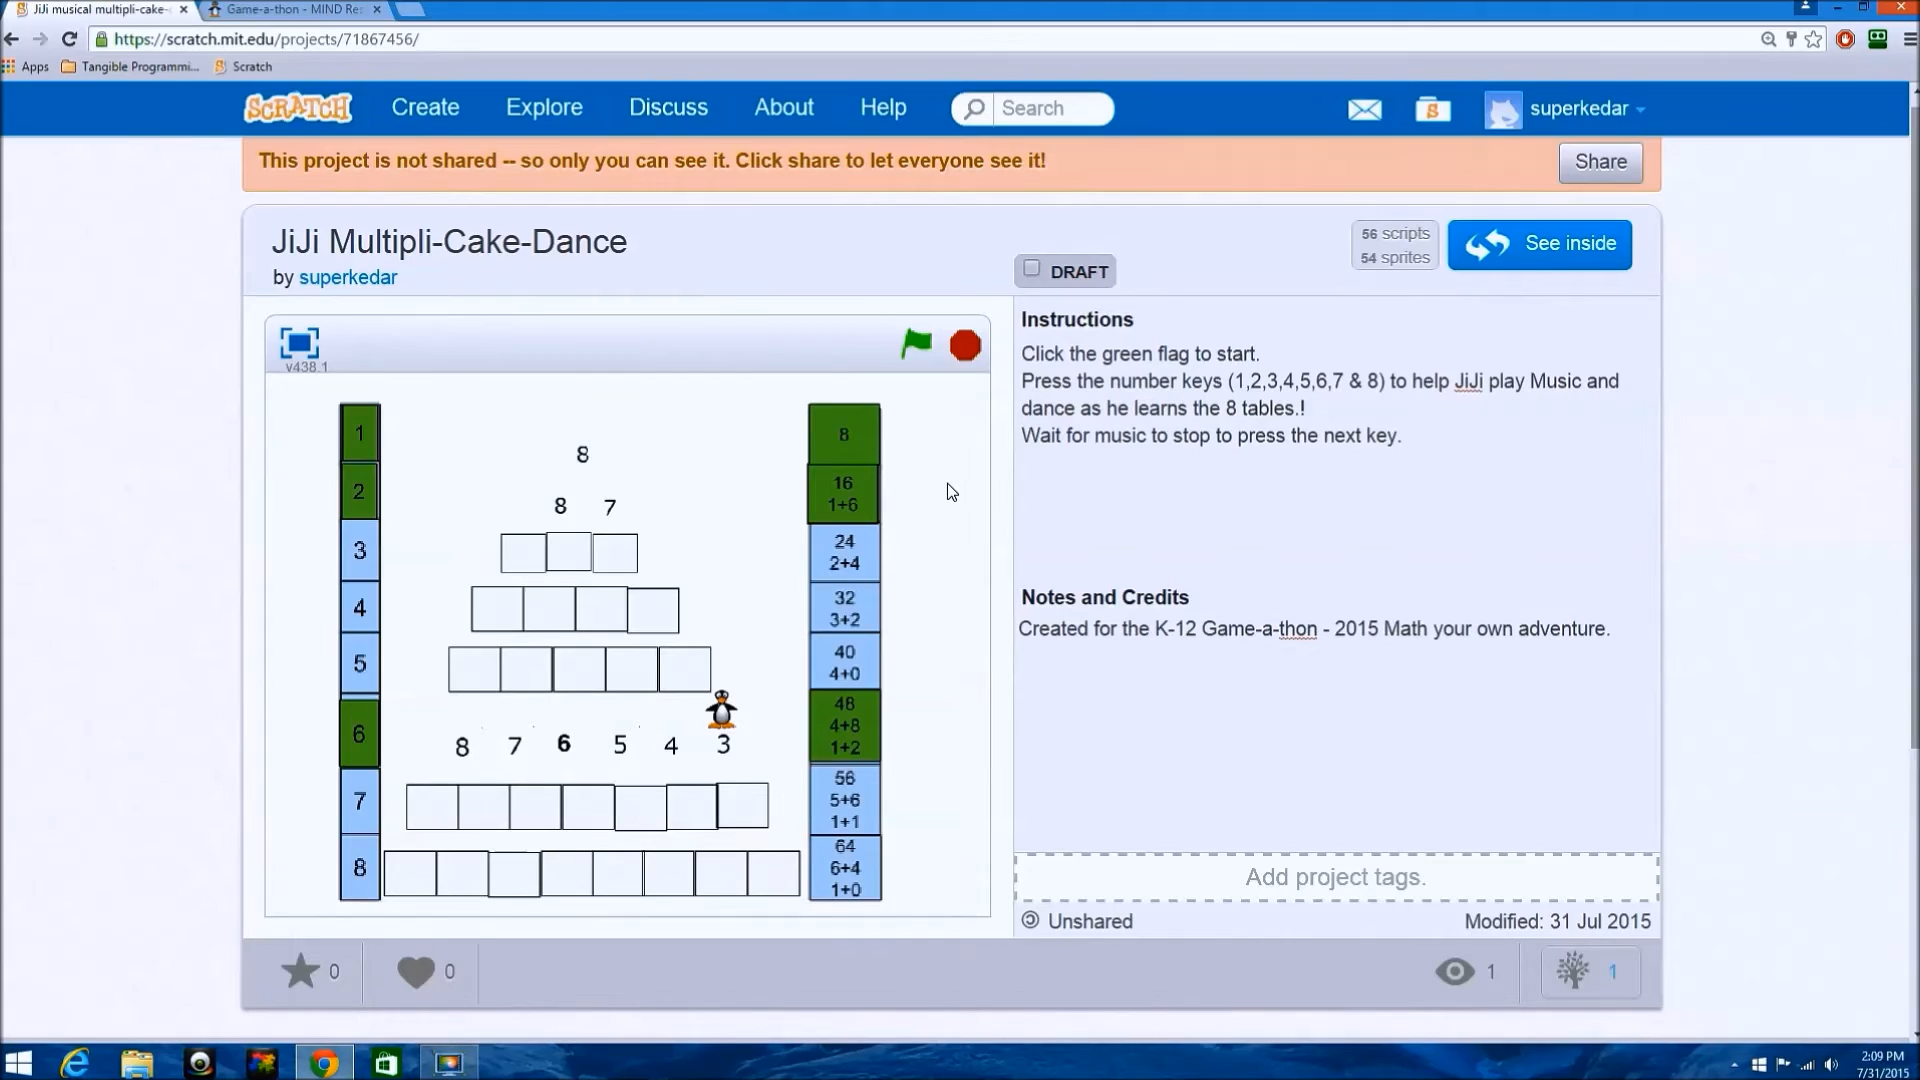 JiJi musical multipli-cake-
Game-a-thon - MIND Re
https://scratch.mit.edu/projects/71867456/
Apps Tangible Programmi... Scratch
SCRATCH Create Explore Discuss About Help Search superkedar
This project is not shared -- so only you can see it. Click share to let everyone see it! Share
JiJi Multipli-Cake-Dance
by superkedar
DRAFT
56 scripts
54 sprites
See inside
v438.1
1
2
3
4
5
6
7
8
8
8 7
8 7 6 5 4 3
8
16
1+6
24
2+4
32
3+2
40
4+0
48
4+8
1+2
56
5+6
1+1
64
6+4
1+0
Instructions
Click the green flag to start.
Press the number keys (1,2,3,4,5,6,7 & 8) to help JiJi play Music and
dance as he learns the 8 tables.!
Wait for music to stop to press the next key.
Notes and Credits
Created for the K-12 Game-a-thon - 2015 Math your own adventure.
Add project tags.
Unshared Modified: 31 Jul 2015
0 0 1 1
2:09 PM
7/31/2015